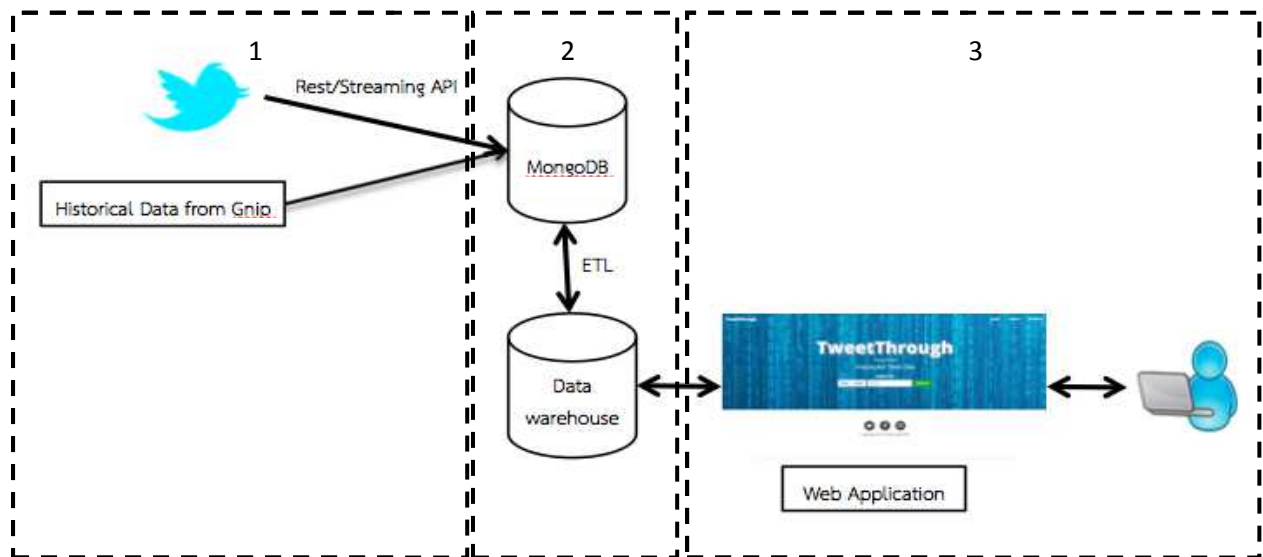 1
2
3
Rest/Streaming API
MongoDB
Historical Data from Gnip
ETL
TweetThrough
Data
warehouse
Web Application